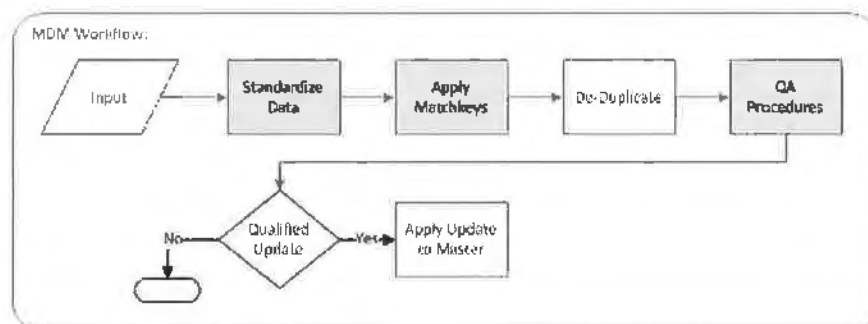 MDM Workflow:
Input
Standardize
Data
Apply
Matchkeys
De-Duplicate
QA
Procedures
Qualified
Update
No
Yes
Apply Update
to Master